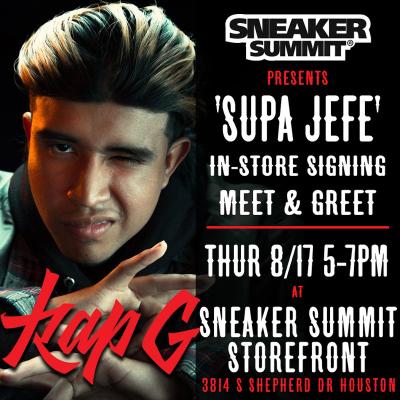 SNEAKER
SUMMIT®
PRESENTS
'SUPA JEFE'
IN-STORE SIGNING
MEET & GREET
THUR 8/17 5-7PM
AT
SNEAKER SUMMIT
STOREFRONT
3814 S SHEPHERD DR HOUSTON
Kap G